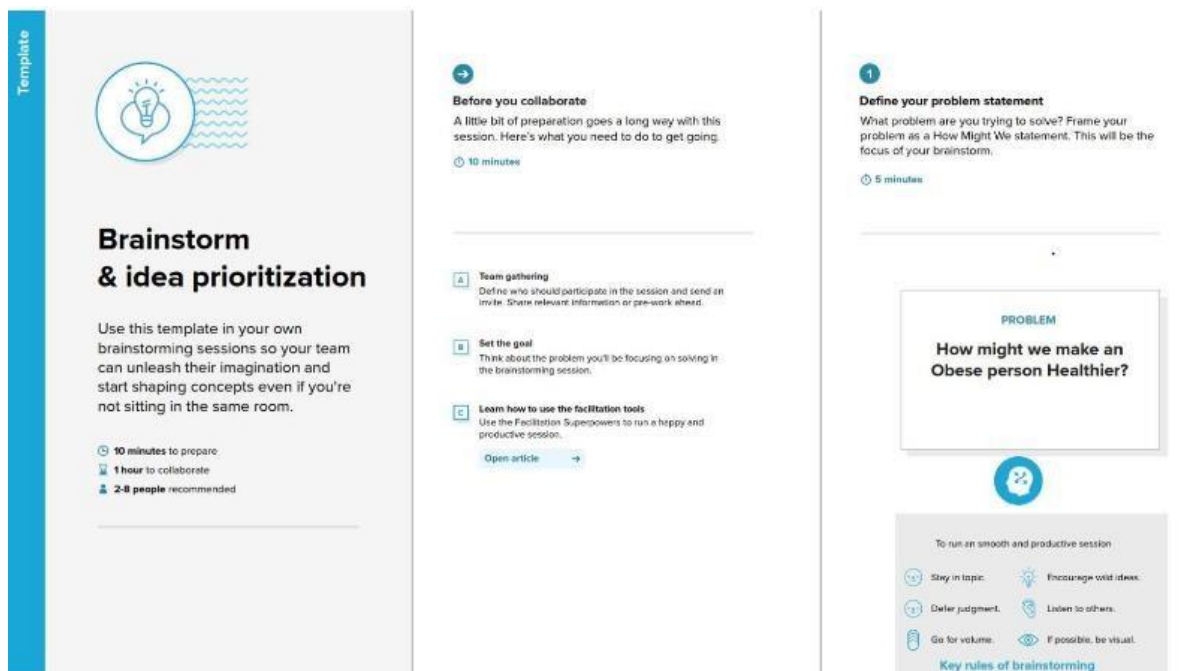 Template
Brainstorm
& idea prioritization
Use this template in your own
brainstorming sessions so your team
can unleash their imagination and
start shaping concepts even if you're
not sitting in the same room.
10 minutes to prepare
1 hour to collaborate
2-8 people recommended
Before you collaborate
A little bit of preparation goes a long way with this
session. Here's what you need to do to get going.
10 minutes
A
Team gathering
Define who should participate in the session and send an
invite. Share relevant information or pre-work ahead.
B
Set the goal
Think about the problem you'll be focusing on solving in
the brainstorming session.
C
Learn how to use the facilitation tools
Use the Facilitation Superpowers to run a happy and
productive session.
Open article
1
Define your problem statement
What problem are you trying to solve? Frame your
problem as a How Might We statement. This will be the
focus of your brainstorm.
5 minutes
PROBLEM
How might we make an
Obese person Healthier?
To run an smooth and productive session
Stay in topic.
Encourage wild ideas.
Defer judgment.
Listen to others.
Go for volume.
If possible, be visual.
Key rules of brainstorming